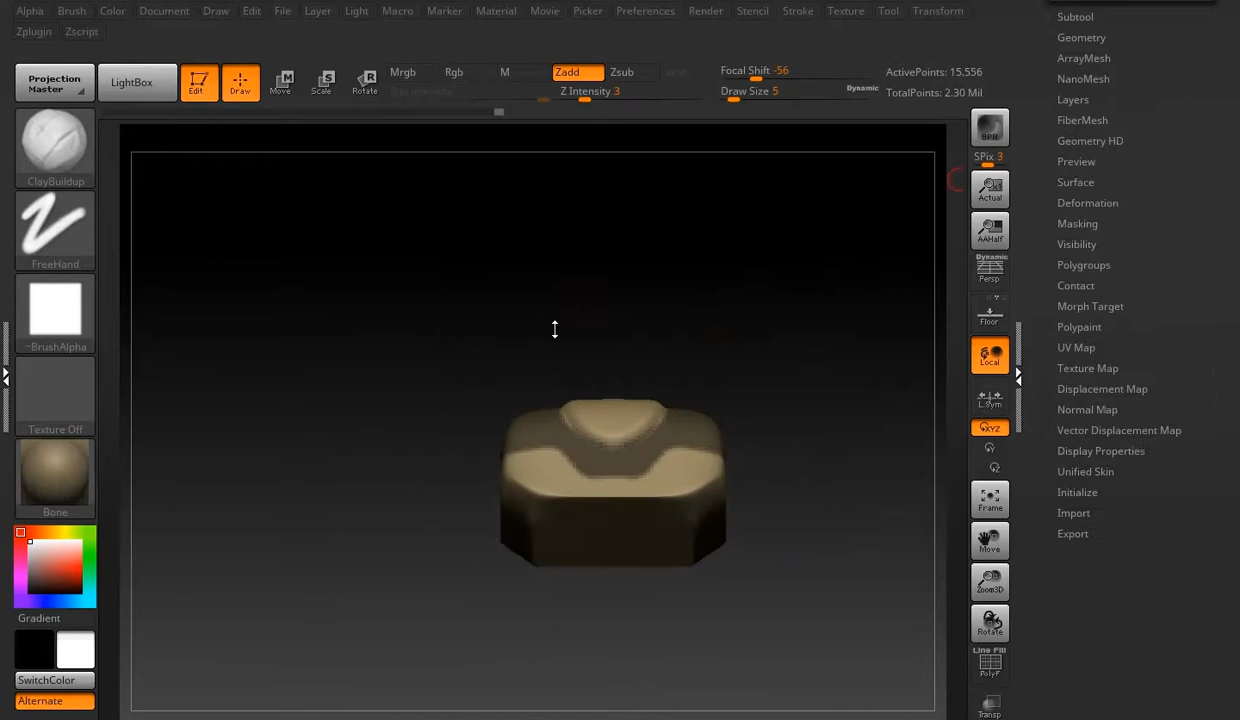 Alpha Brush Color Document Draw Edit File Layer Light Macro Marker Material Movie Picker Preferences Render Stencil Stroke Texture Tool Transform
Zplugin Zscript
Projection Master
LightBox
Edit
Draw
Move
Scale
Rotate
Mrgb Rgb M Zadd Zsub
Rgb Intensity
Z Intensity 3
Focal Shift -56
Draw Size 5
Dynamic
ActivePoints: 15,556
TotalPoints: 2.30 Mil
ClayBuildup
FreeHand
~BrushAlpha
Texture Off
Bone
Gradient
SwitchColor
Alternate
BPR
SPix 3
Actual
AAHalf
Dynamic
Persp
Floor
Local
L.Sym
XYZ
Y
Z
Frame
Move
Zoom3D
Rotate
Line Fill
PolyF
Transp
Subtool
Geometry
ArrayMesh
NanoMesh
Layers
FiberMesh
Geometry HD
Preview
Surface
Deformation
Masking
Visibility
Polygroups
Contact
Morph Target
Polypaint
UV Map
Texture Map
Displacement Map
Normal Map
Vector Displacement Map
Display Properties
Unified Skin
Initialize
Import
Export